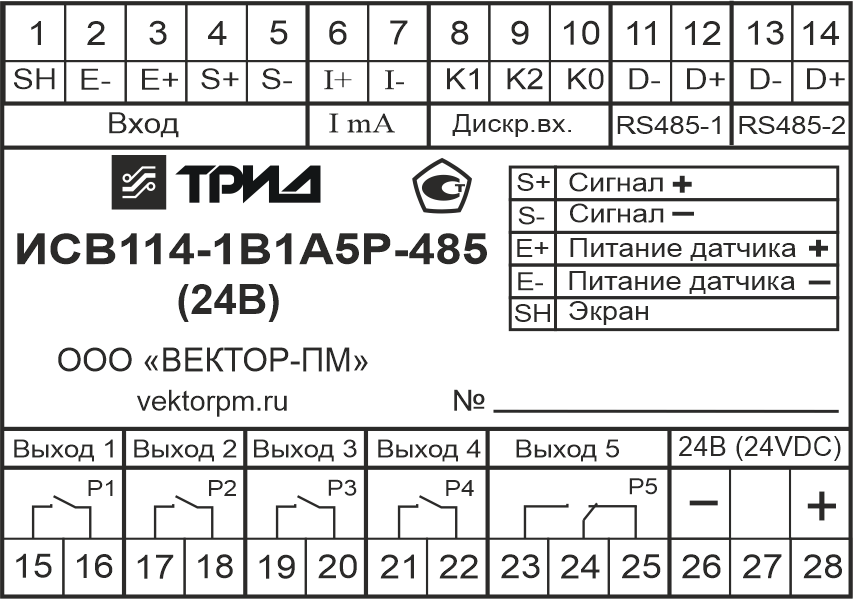 1 2 3 4 5 6 7 8 9 10 11 12 13 14
SH E- E+ S+ S- I+ I- K1 K2 K0 D- D+ D- D+
Вход I mA Дискр.вх. RS485-1 RS485-2
ТРИД
Ст
ИСВ114-1В1А5Р-485
(24В)
ООО «ВЕКТОР-ПМ»
vektorpm.ru
S+ Сигнал +
S- Сигнал −
E+ Питание датчика +
E- Питание датчика −
SH Экран
№
Выход 1 Выход 2 Выход 3 Выход 4 Выход 5 24В (24VDC)
P1 P2 P3 P4 P5 − +
15 16 17 18 19 20 21 22 23 24 25 26 27 28